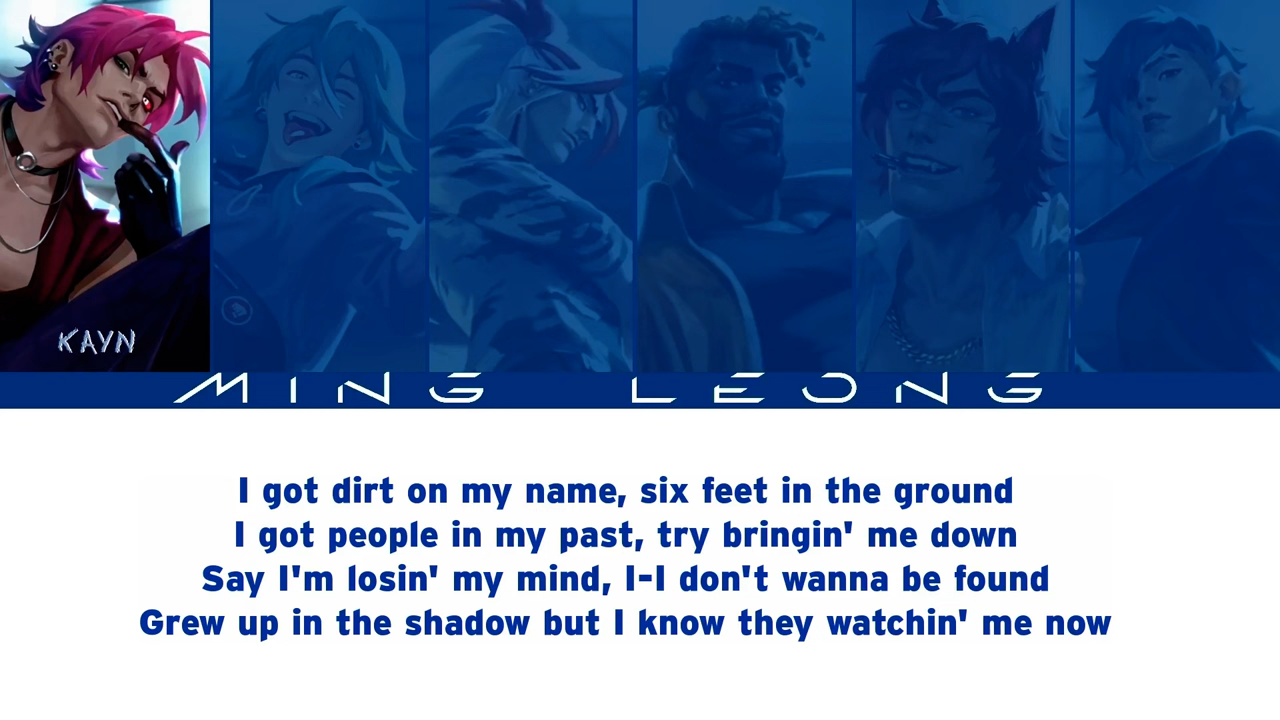 KAYN
MING LEONG
I got dirt on my name, six feet in the ground
I got people in my past, try bringin' me down
Say I'm losin' my mind, I-I don't wanna be found
Grew up in the shadow but I know they watchin' me now